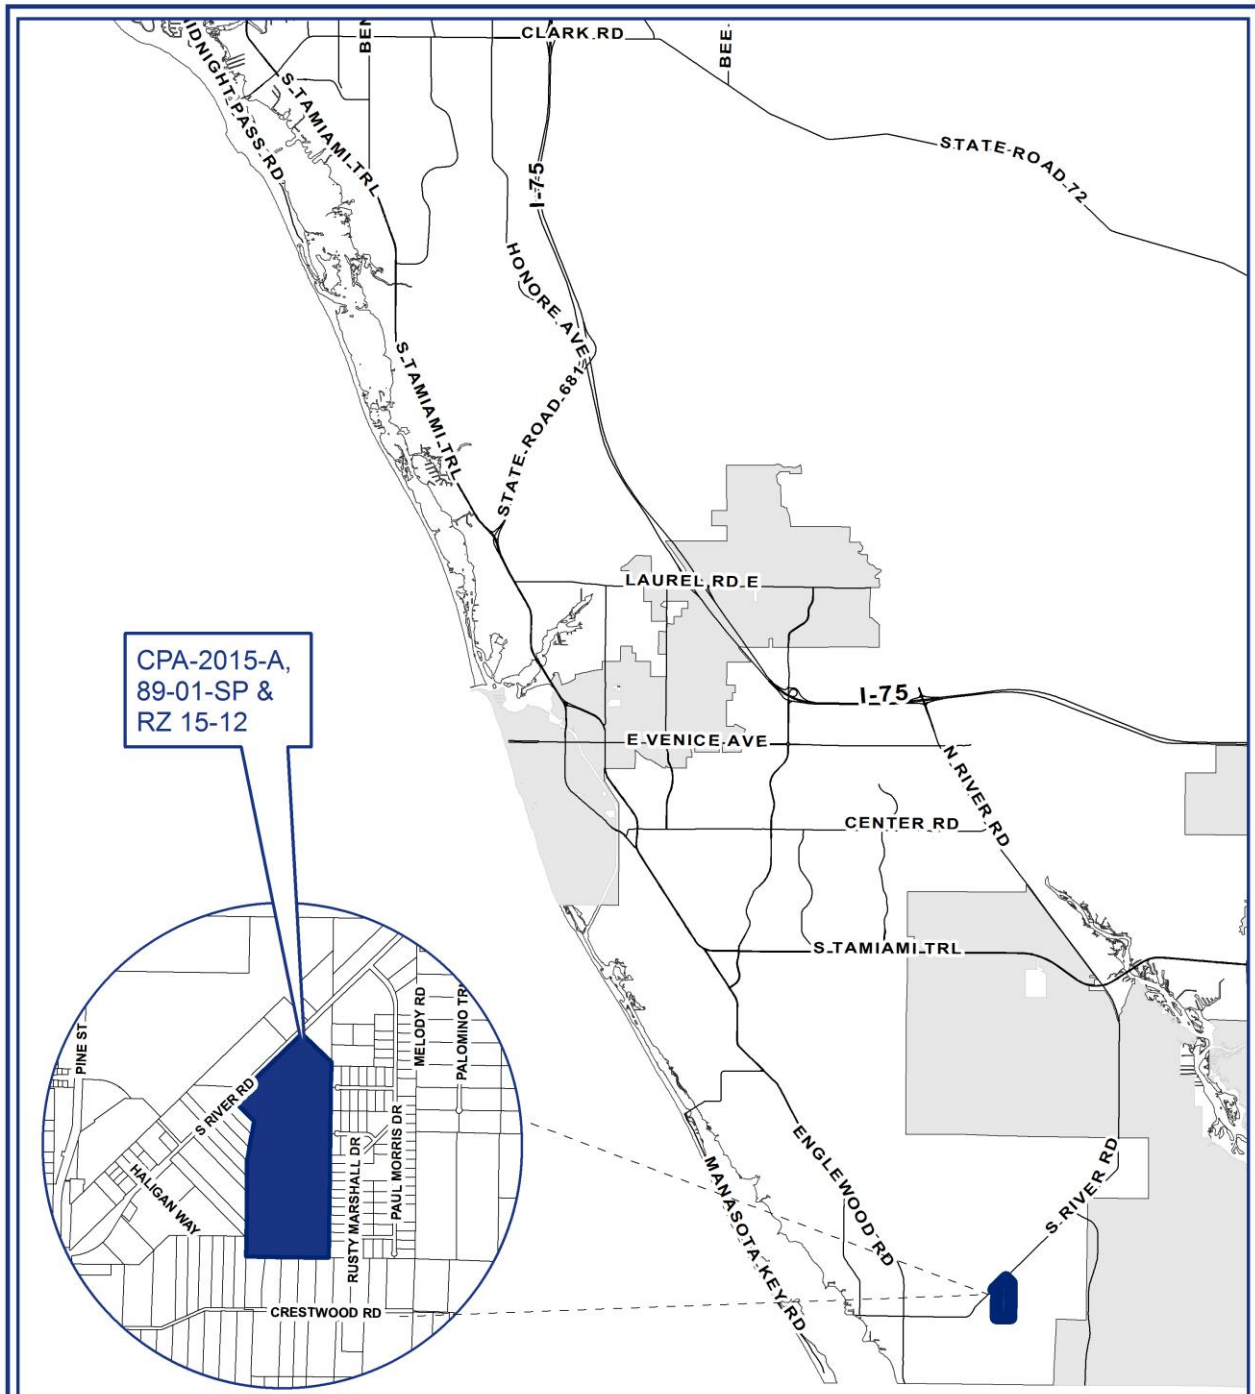 CLARK RD
BEN
BEE
IDNIGHT PASS RD
S TAMIAMI TRL
I-75
STATE ROAD 72
HONORE AVE
S TAMIAMI TRL
STATE ROAD 681
LAUREL RD E
CPA-2015-A,
89-01-SP &
RZ 15-12
I-75
E VENICE AVE
N RIVER RD
CENTER RD
S TAMIAMI TRL
PINE ST
MELODY RD
PALOMINO TRL
S RIVER RD
HALIGAN WAY
RUSTY MARSHALL DR
PAUL MORRIS DR
CRESTWOOD RD
ENGLEWOOD RD
MANASOTA KEY RD
S RIVER RD